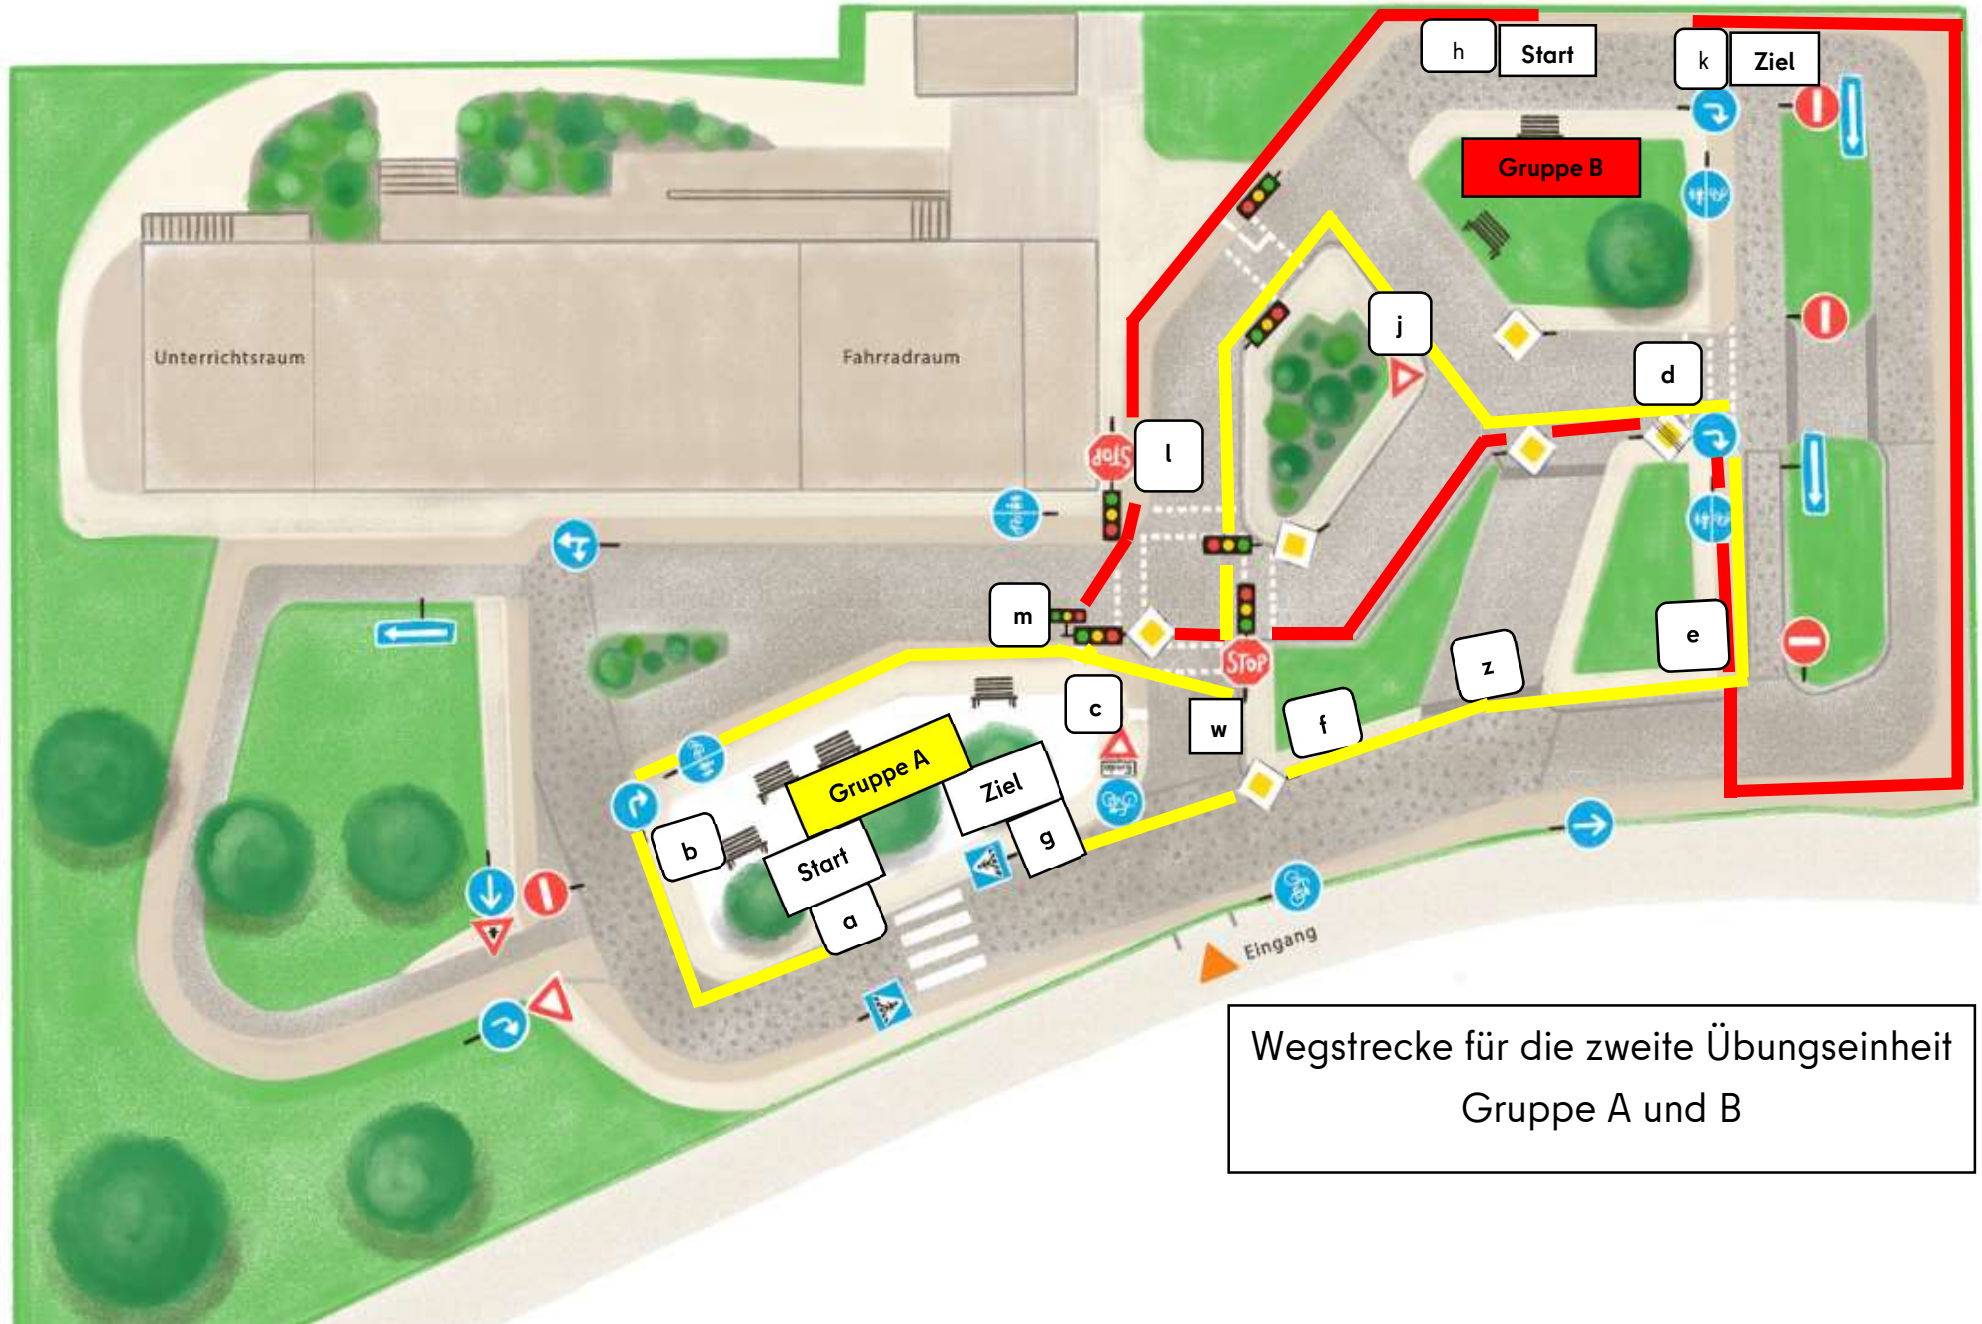 h
Start
k
Ziel
Gruppe B
j
Unterrichtsraum
Fahrradraum
d
STOP
l
m
e
STOP
z
c
w
f
Gruppe A
Ziel
b
g
Start
a
Eingang
Wegstrecke für die zweite Übungseinheit
Gruppe A und B